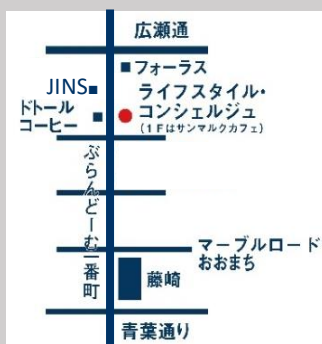 広瀬通
フォーラス
JINS
ライフスタイル・
コンシェルジュ
(1Fはサンマルクカフェ)
ドトール
コーヒー
ぶらんどーむ一番町
マーブルロード
おおまち
藤崎
青葉通り